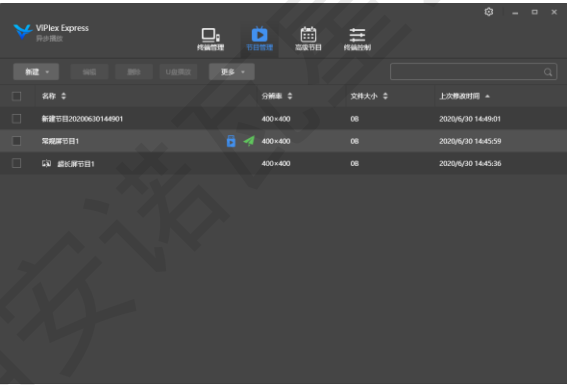 ViPlex Express
异步播放
终端管理 节目管理 高级节目 终端控制
新建 编辑 删除 U盘播放 更多
名称 分辨率 文件大小 上次修改时间
新建节目20200630144901 400×400 0B 2020/6/30 14:49:01
常规屏节目1 400×400 0B 2020/6/30 14:45:59
超长屏节目1 400×400 0B 2020/6/30 14:45:36